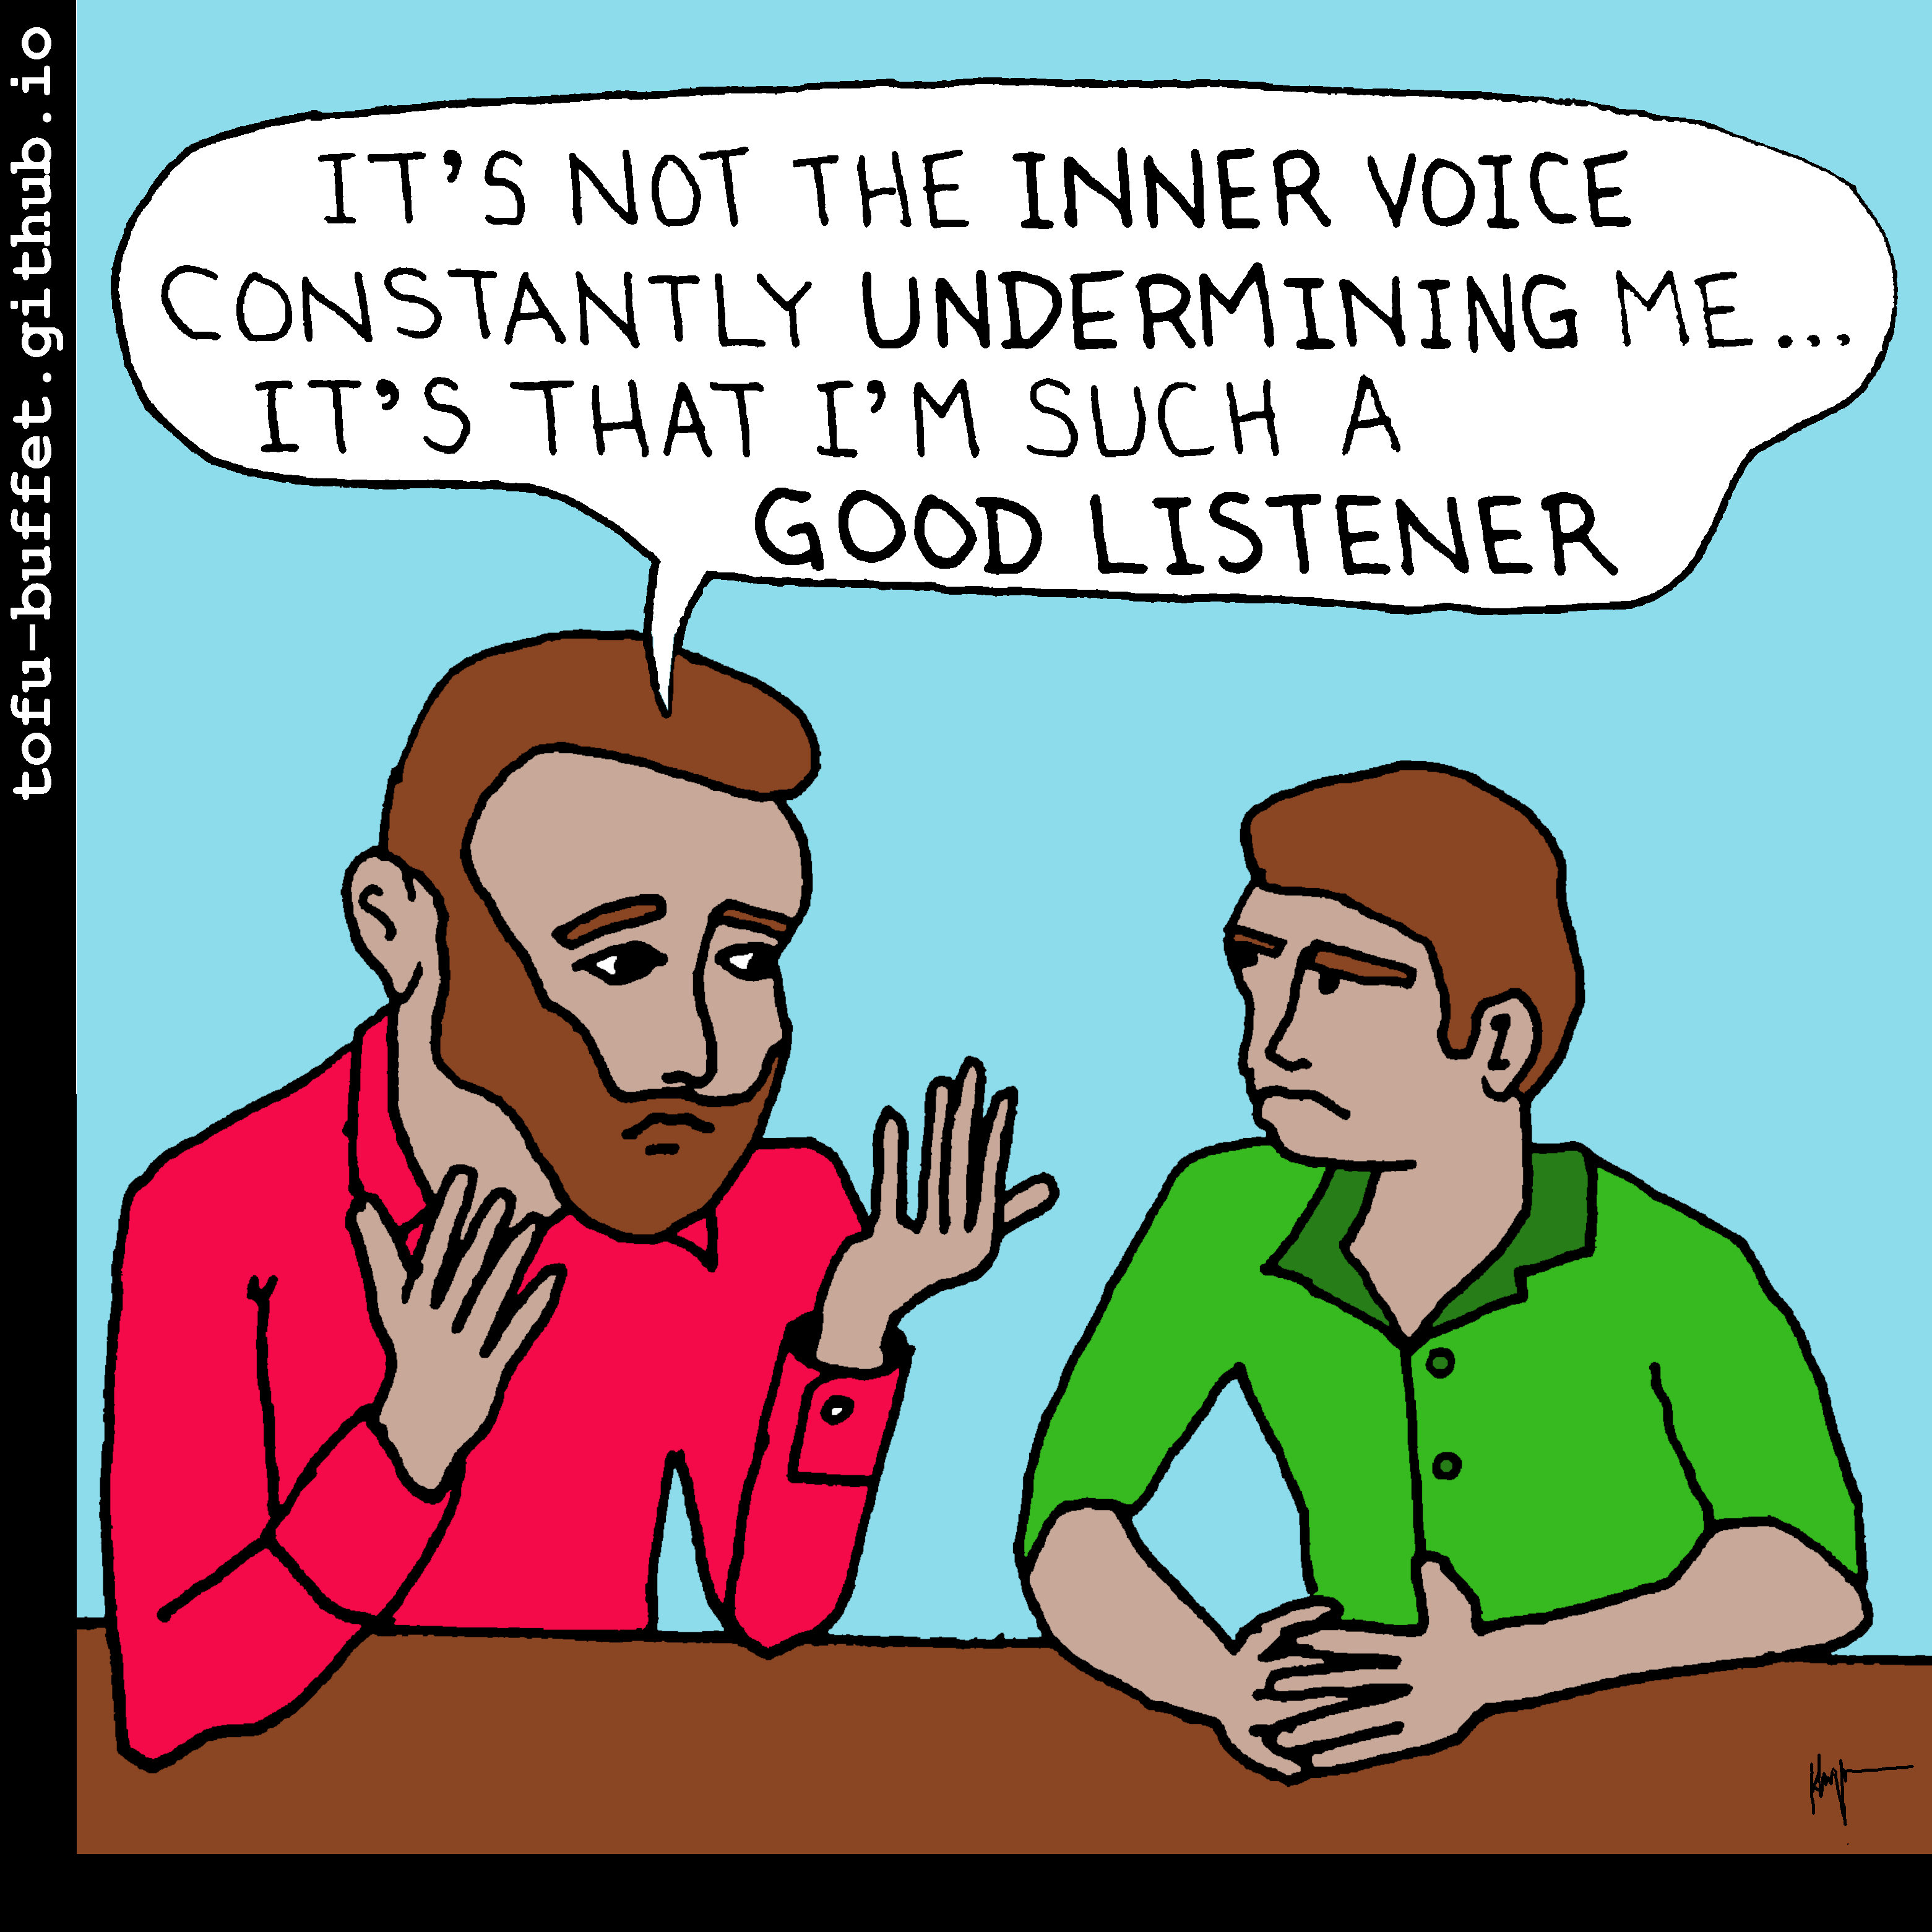 tofu-buffet.github.io
IT'S NOT THE INNER VOICE
CONSTANTLY UNDERMINING ME...
IT'S THAT I'M SUCH A
GOOD LISTENER